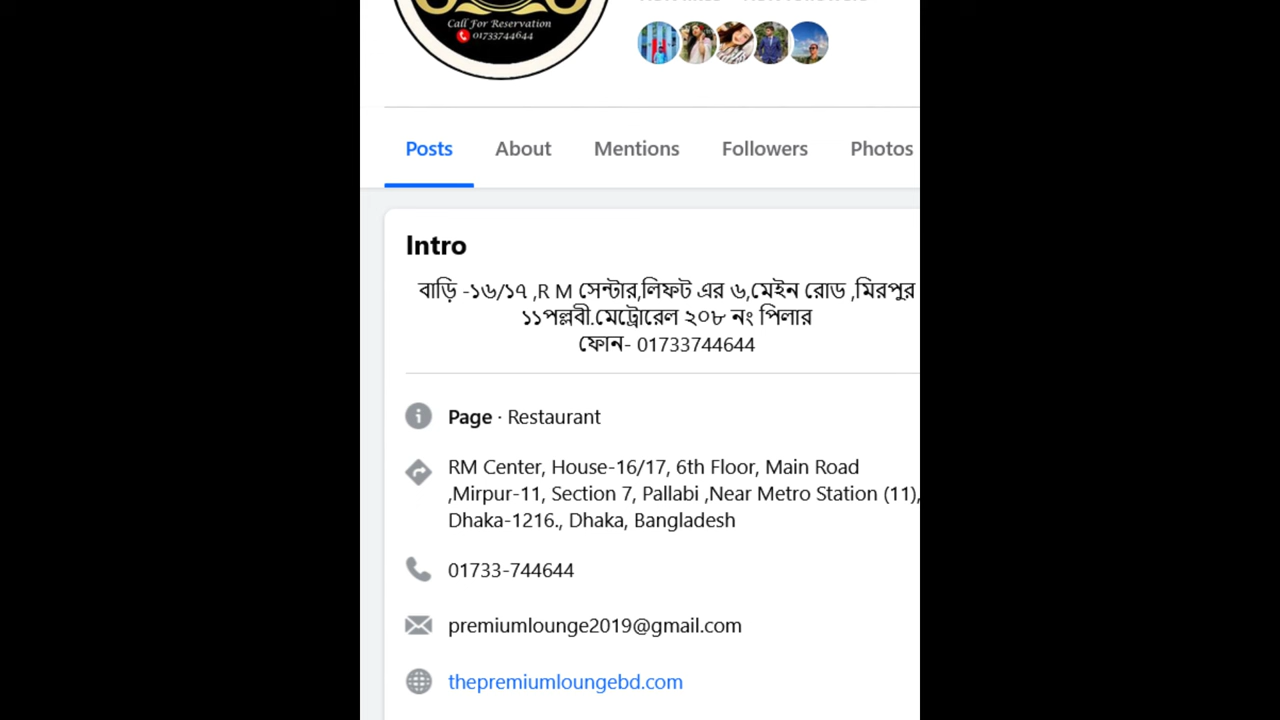 Call For Reservation
01733744644
Posts About Mentions Followers Photos
Intro
বাড়ি -১৬/১৭ ,R M সেন্টার,লিফট এর ৬,মেইন রোড ,মিরপুর
১১পল্লবী.মেট্রোরেল ২০৮ নং পিলার
ফোন- 01733744644
Page · Restaurant
RM Center, House-16/17, 6th Floor, Main Road
,Mirpur-11, Section 7, Pallabi ,Near Metro Station (11),
Dhaka-1216., Dhaka, Bangladesh
01733-744644
premiumlounge2019@gmail.com
thepremiumloungebd.com